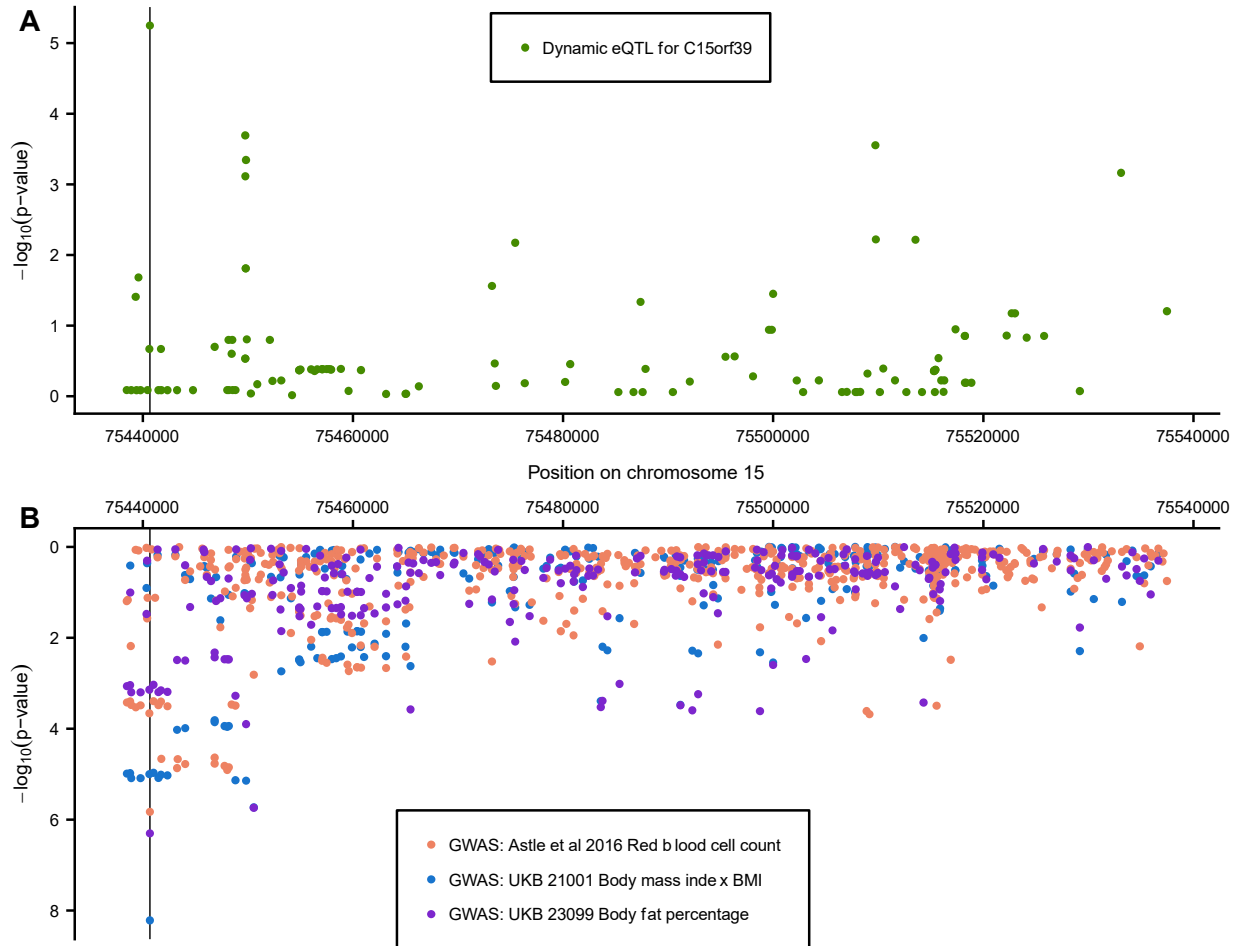 A
Dynamic eQTL for C15orf39
5
4
3
2
1
0
−log10(p−value)
75440000 75460000 75480000 75500000 75520000 75540000
Position on chromosome 15
B
75440000 75460000 75480000 75500000 75520000 75540000
0
2
4
6
8
−log10(p−value)
GWAS: Astle et al 2016 Red b lood cell count
GWAS: UKB 21001 Body mass inde x BMI
GWAS: UKB 23099 Body fat percentage